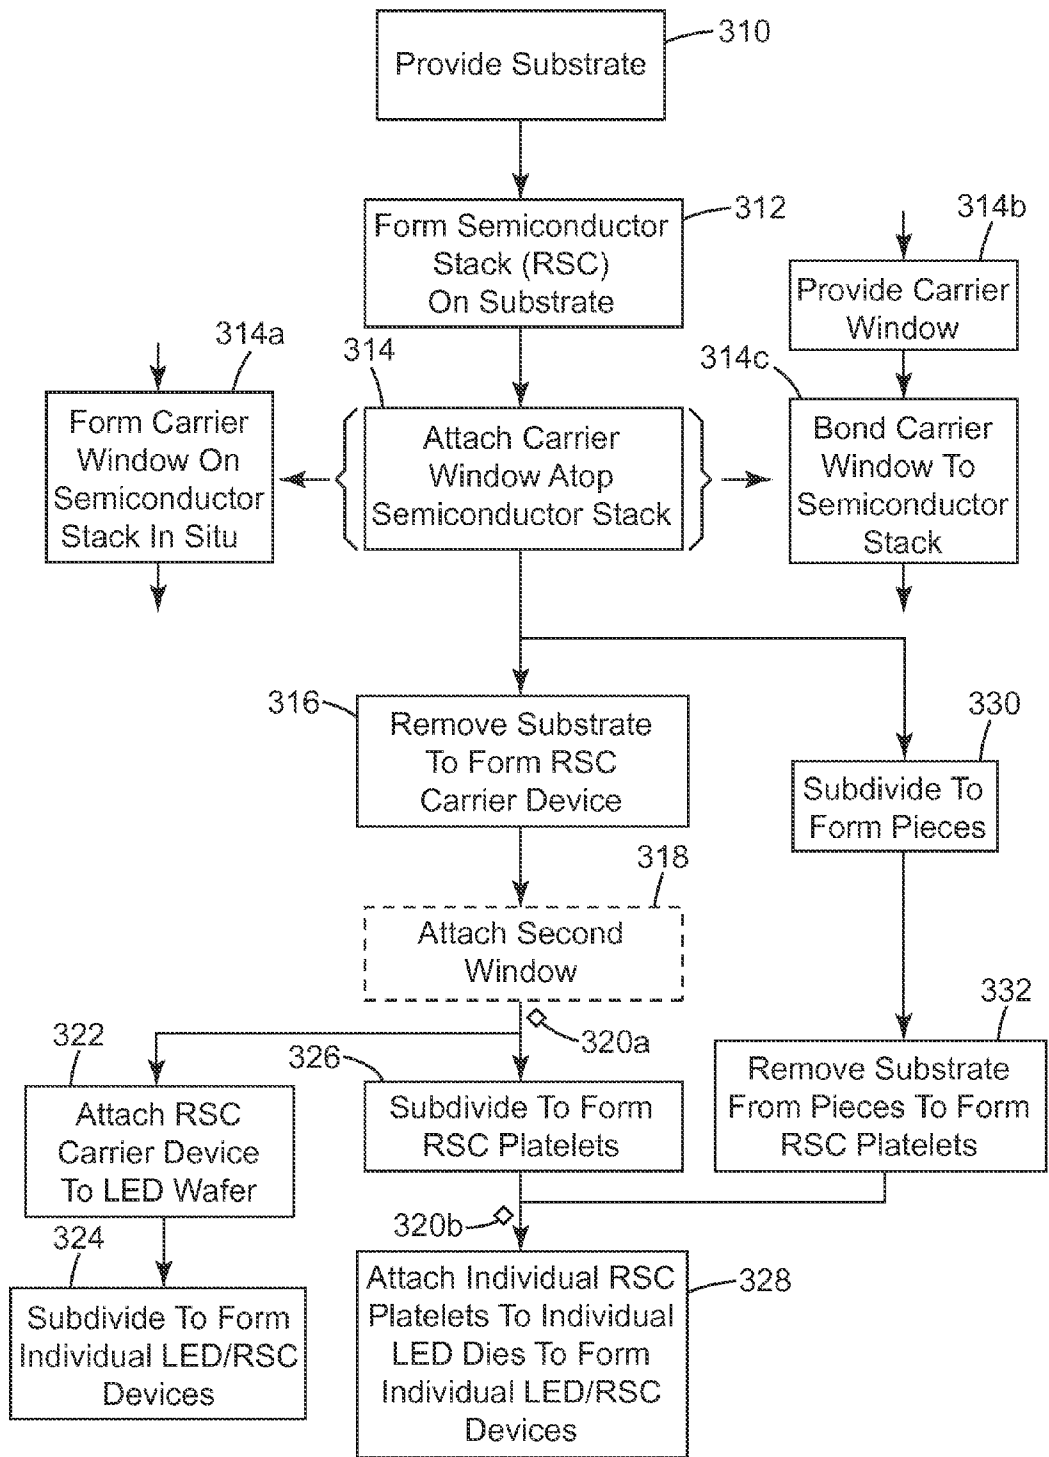 310
Provide Substrate
312
Form Semiconductor
Stack (RSC)
On Substrate
314b
Provide Carrier
Window
314a
Form Carrier
Window On
Semiconductor
Stack In Situ
314
Attach Carrier
Window Atop
Semiconductor Stack
314c
Bond Carrier
Window To
Semiconductor
Stack
316
Remove Substrate
To Form RSC
Carrier Device
330
Subdivide To
Form Pieces
318
Attach Second
Window
320a
332
Remove Substrate
From Pieces To Form
RSC Platelets
322
Attach RSC
Carrier Device
To LED Wafer
326
Subdivide To Form
RSC Platelets
320b
324
Subdivide To Form
Individual LED/RSC
Devices
328
Attach Individual RSC
Platelets To Individual
LED Dies To Form
Individual LED/RSC
Devices